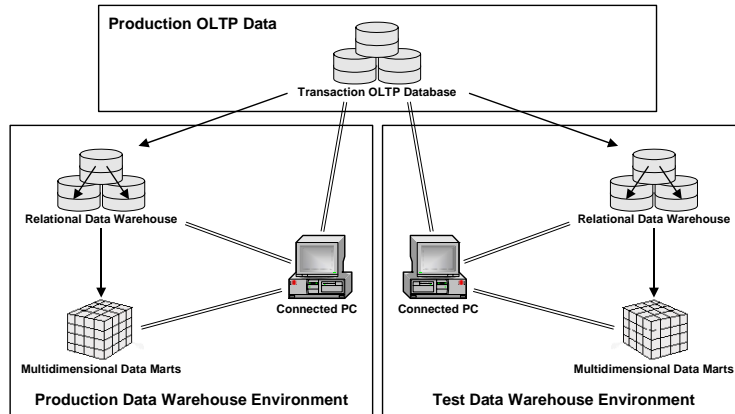 Production OLTP Data
Transaction OLTP Database
Relational Data Warehouse
Relational Data Warehouse
Connected PC
Connected PC
Multidimensional Data Marts
Multidimensional Data Marts
Production Data Warehouse Environment
Test Data Warehouse Environment